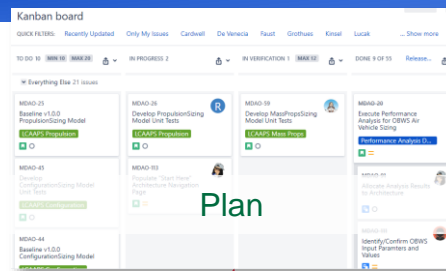 Kanban board
QUICK FILTERS: Recently Updated Only My Issues Cardwell De Venecia Faust Grothues Kinsel Lucak ... Show more
TO DO 10 MIN 10 MAX 20 IN PROGRESS 2 IN VERIFICATION 1 MAX 12 DONE 9 OF 55 Release...
Everything Else 21 issues
MDAO-25 MDAO-26 MDAO-59 MDAO-20
Baseline v1.0.0 Develop PropulsionSizing Develop MassPropsSizing Execute Performance
PropulsionSizing Model Model Unit Tests Model Unit Tests Analysis for OBWS Air
Vehicle Sizing
LCAAPS Propulsion LCAAPS Propulsion LCAAPS Mass Props
Performance Analysis D...
R
MDAO-45 MDAO-113
Develop Populate "Start Here" Allocate Analysis Results
ConfigurationSizing Model Architecture Navigation to Architecture
Unit Tests Page
LCAAPS Configuration
Plan
MDAO-44
Baseline v1.0.0 Identify/Confirm OBWS
ConfigurationSizing Model Input Paramters and
Values